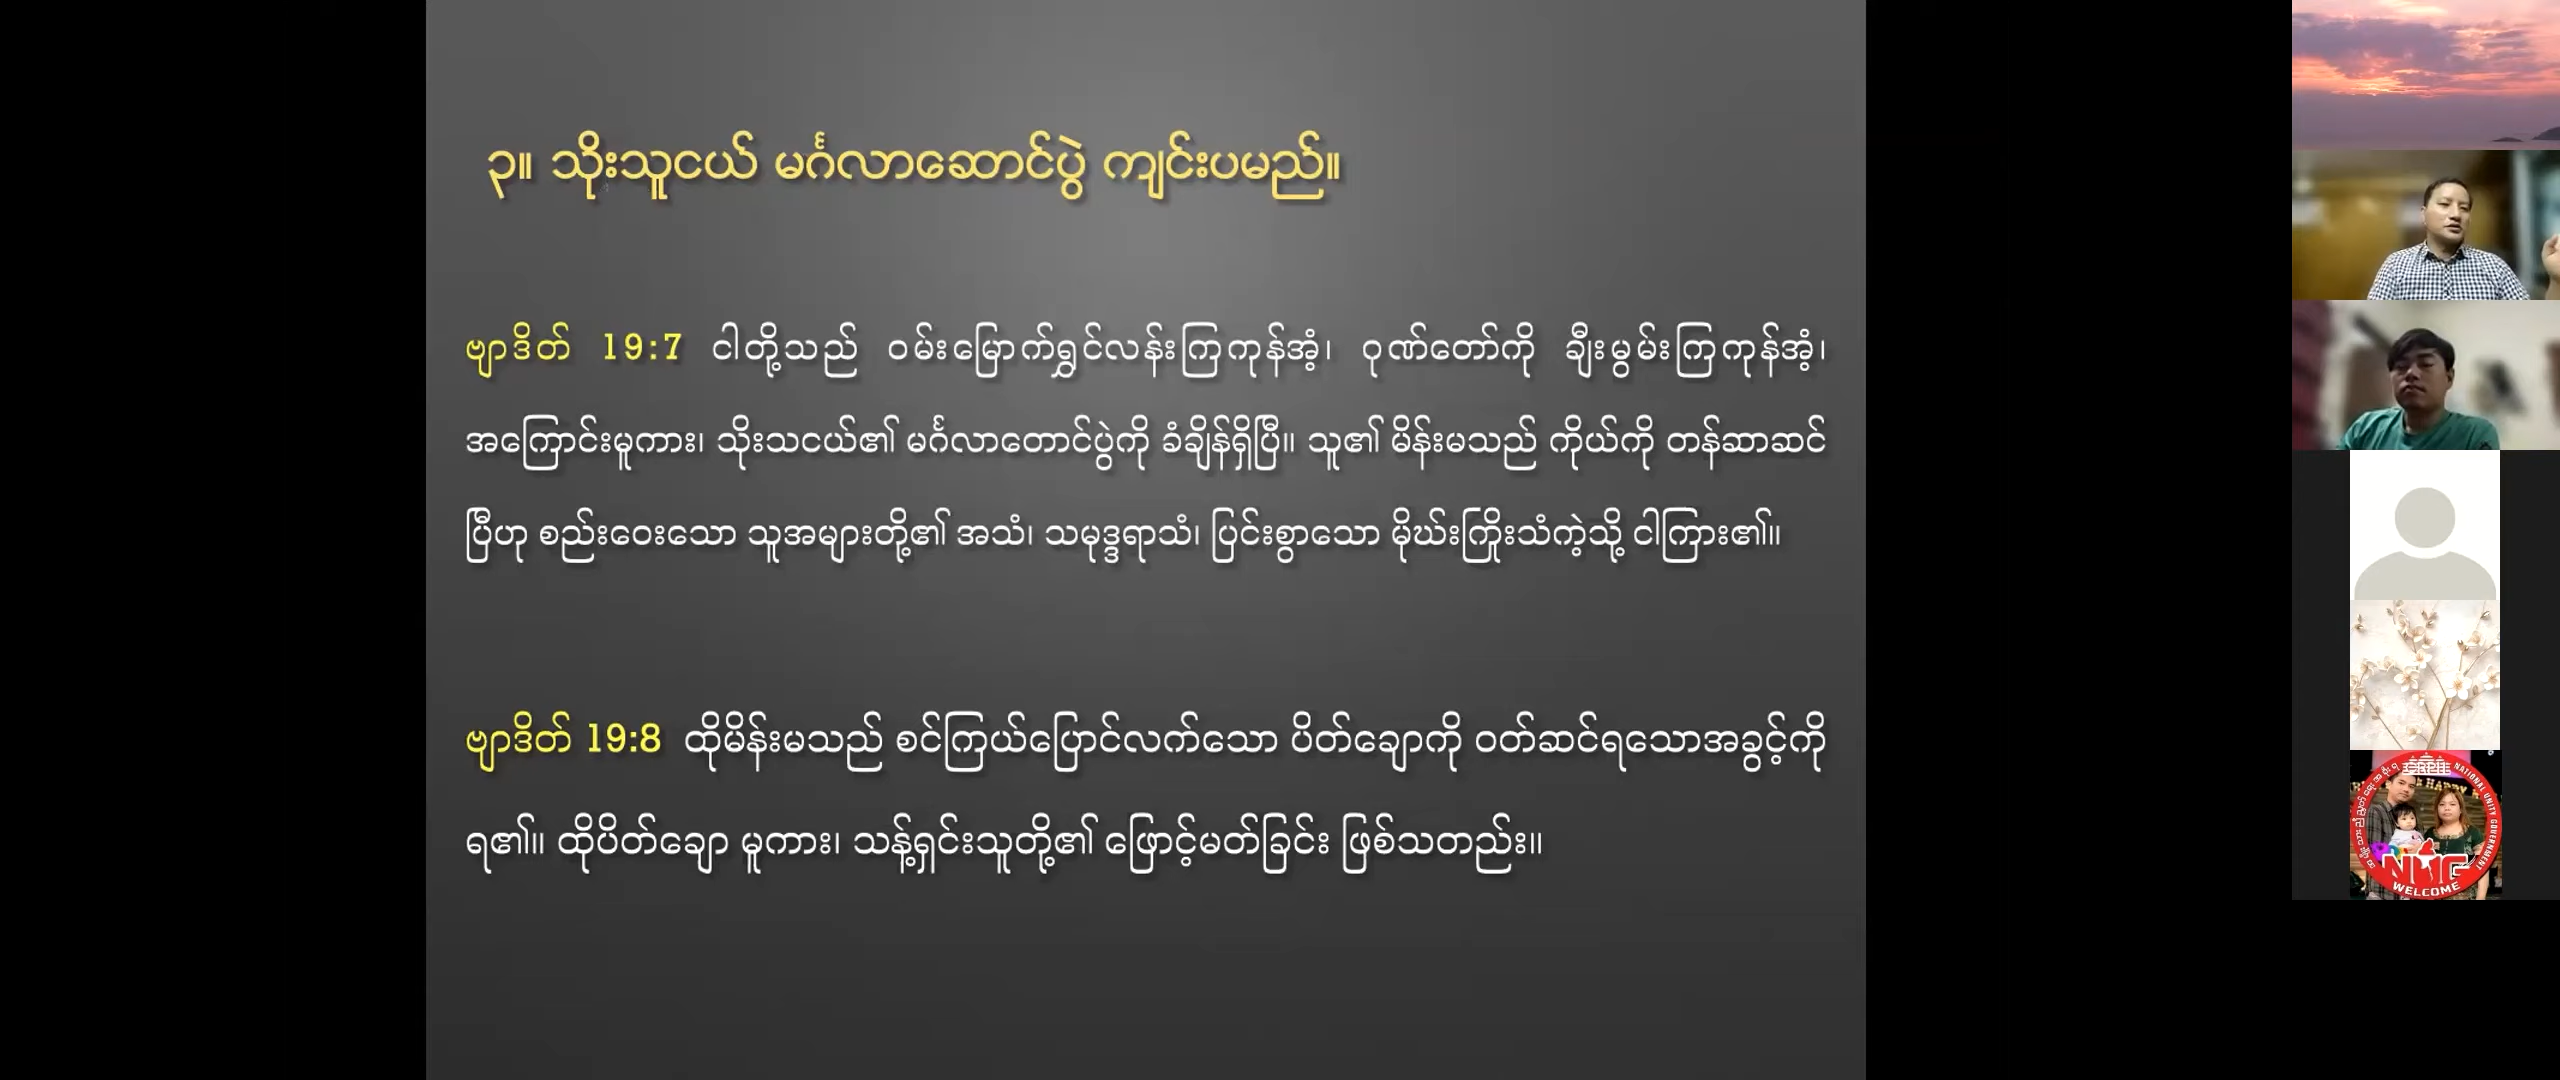 ၃။ သိုးသူငယ် မင်္ဂလာဆောင်ပွဲ ကျင်းပမည်။
ဗျာဒိတ် 19:7 ငါတို့သည် ဝမ်းမြောက်ရွှင်လန်းကြကုန်အံ့၊ ဂုဏ်တော်ကို ချီးမွမ်းကြကုန်အံ့၊
အကြောင်းမူကား၊ သိုးသငယ်၏ မင်္ဂလာတောင်ပွဲကို ခံချိန်ရှိပြီ။ သူ၏ မိန်းမသည် ကိုယ်ကို တန်ဆာဆင်
ပြီဟု စည်းဝေးသော သူအများတို့၏ အသံ၊ သမုဒ္ဒရာသံ၊ ပြင်းစွာသော မိုဃ်းကြိုးသံကဲ့သို့ ငါကြား၏။
ဗျာဒိတ် 19:8 ထိုမိန်းမသည် စင်ကြယ်ပြောင်လက်သော ပိတ်ချောကို ဝတ်ဆင်ရသောအခွင့်ကို
ရ၏။ ထိုပိတ်ချော မူကား၊ သန့်ရှင်းသူတို့၏ ဖြောင့်မတ်ခြင်း ဖြစ်သတည်း။
CRPH
NATIONAL UNITY GOVERNMENT
HAPPY
NUG
WELCOME